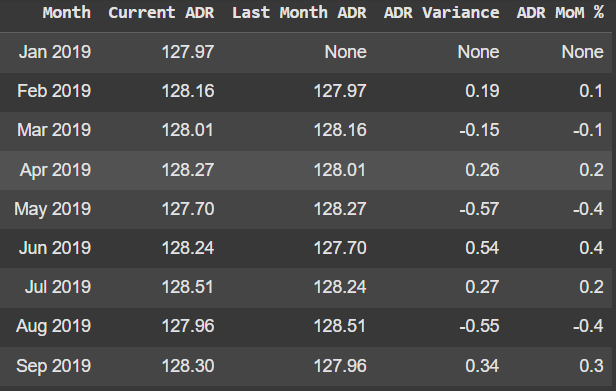 Month Current ADR Last Month ADR ADR Variance ADR MoM %
Jan 2019 127.97 None None None
Feb 2019 128.16 127.97 0.19 0.1
Mar 2019 128.01 128.16 -0.15 -0.1
Apr 2019 128.27 128.01 0.26 0.2
May 2019 127.70 128.27 -0.57 -0.4
Jun 2019 128.24 127.70 0.54 0.4
Jul 2019 128.51 128.24 0.27 0.2
Aug 2019 127.96 128.51 -0.55 -0.4
Sep 2019 128.30 127.96 0.34 0.3